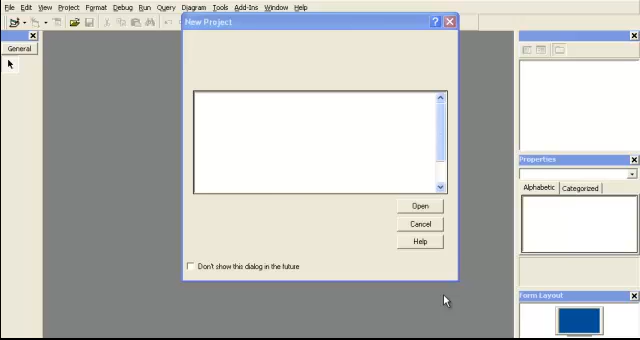 File Edit View Project Format Debug Run Query Diagram Tools Add-Ins Window Help
New Project
General
Properties
Alphabetic Categorized
Open
Cancel
Help
Don't show this dialog in the future
Form Layout